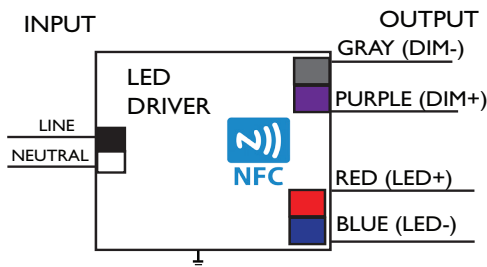 INPUT
OUTPUT
GRAY (DIM-)
LED
DRIVER
PURPLE (DIM+)
LINE
NEUTRAL
NFC
RED (LED+)
BLUE (LED-)